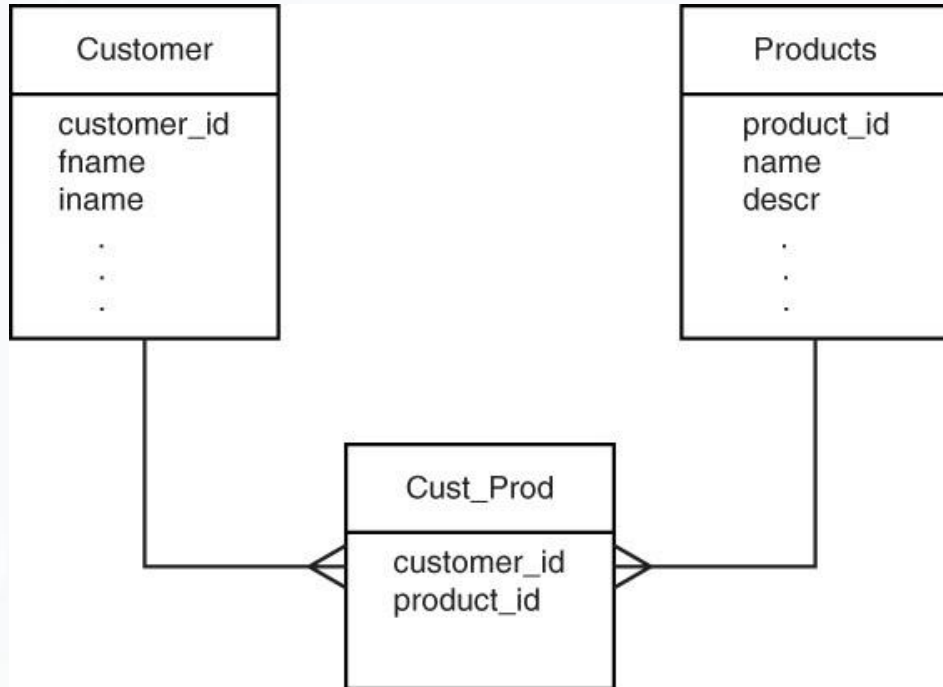 Customer
customer_id
fname
iname
.
.
.
Products
product_id
name
descr
.
.
.
Cust_Prod
customer_id
product_id